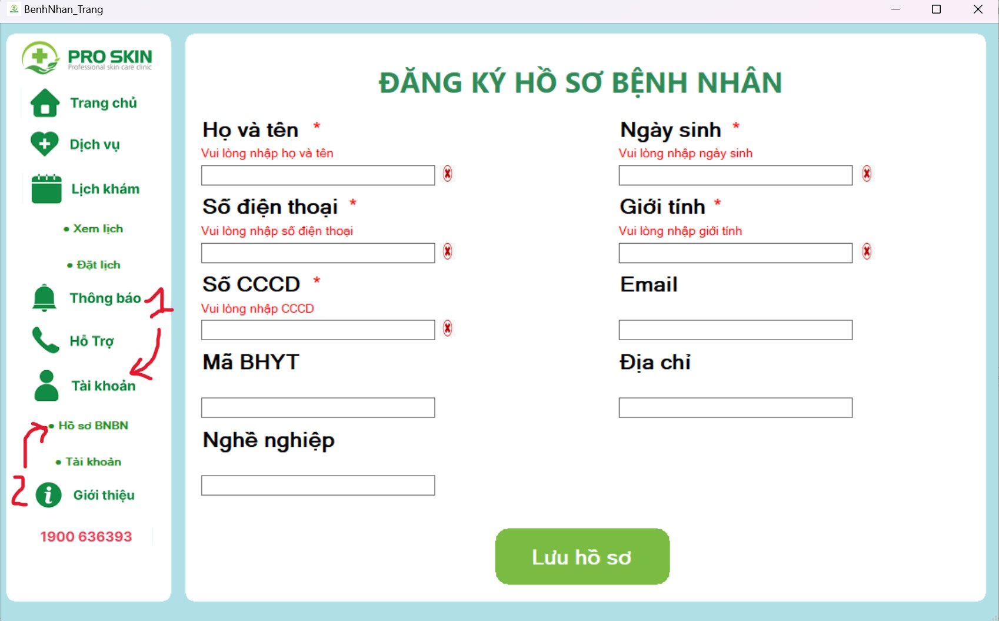 BenhNhan_Trang
PRO SKIN
Professional skin care clinic
Trang chủ
Dịch vụ
Lịch khám
• Xem lịch
• Đặt lịch
Thông báo
1
Hỗ Trợ
Tài khoản
• Hồ sơ BNBN
• Tài khoản
2
Giới thiệu
1900 636393
ĐĂNG KÝ HỒ SƠ BỆNH NHÂN
Họ và tên *
Vui lòng nhập họ và tên
Ngày sinh *
Vui lòng nhập ngày sinh
Số điện thoại *
Vui lòng nhập số điện thoại
Giới tính *
Vui lòng nhập giới tính
Số CCCD *
Vui lòng nhập CCCD
Email
Mã BHYT
Địa chỉ
Nghề nghiệp
Lưu hồ sơ